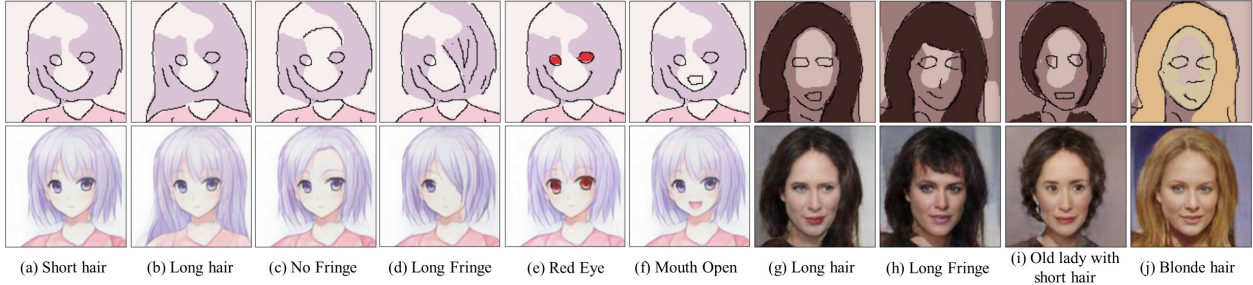 (a) Short hair
(b) Long hair
(c) No Fringe
(d) Long Fringe
(e) Red Eye
(f) Mouth Open
(g) Long hair
(h) Long Fringe
(i) Old lady with
short hair
(j) Blonde hair